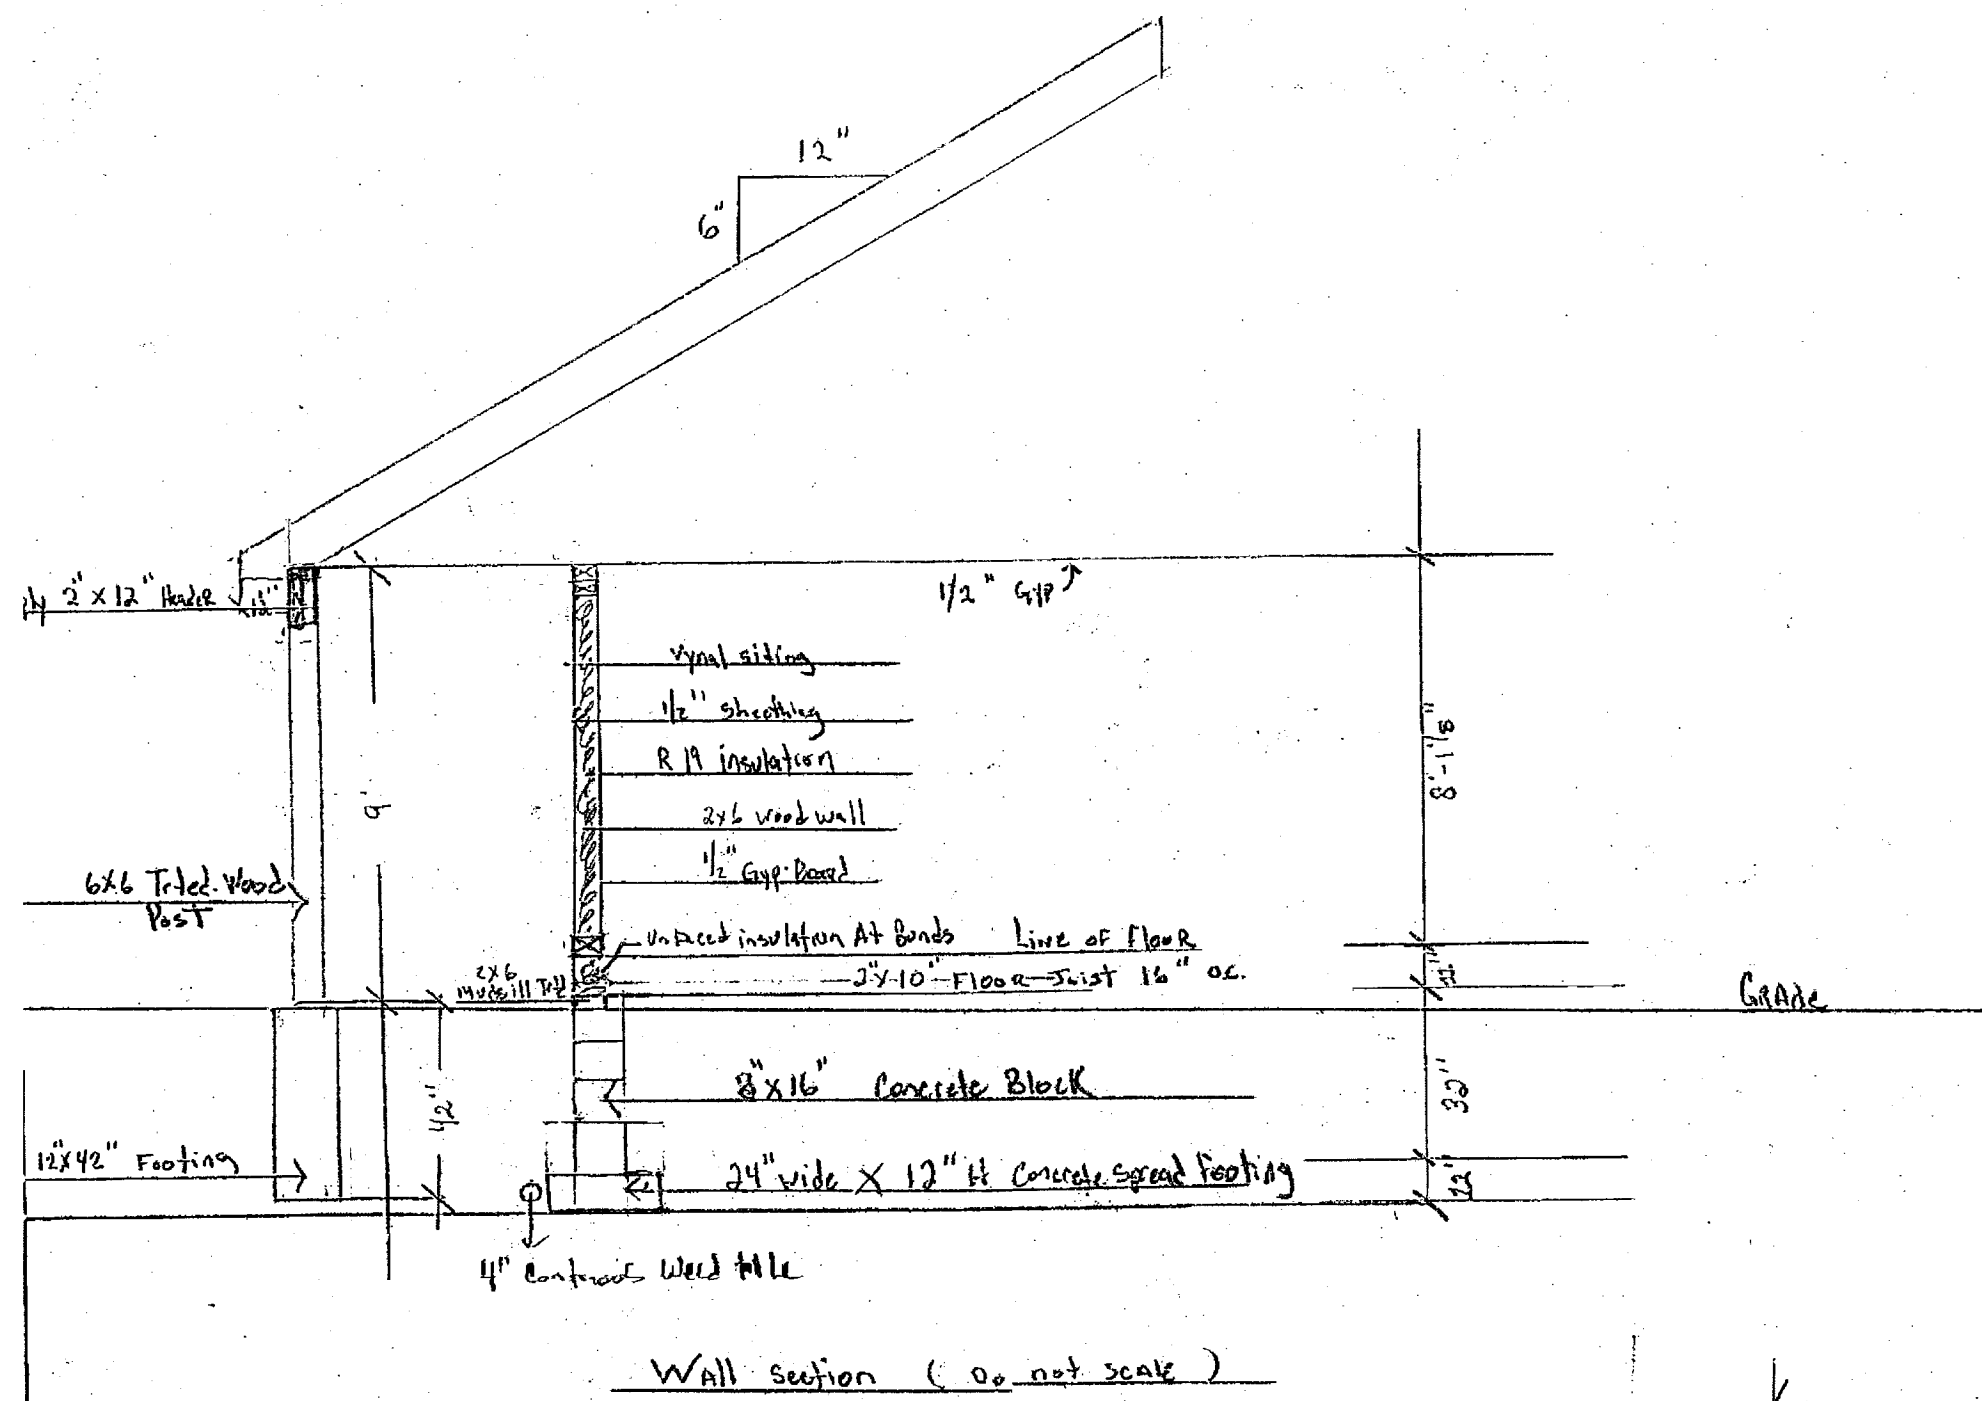 12"
6"
2" x 12" HeadeR
12"
1/2" GYP
Vynal siding
1/2" Sheathing
R 19 insulation
2x6 wood wall
1/2" Gyp. Board
9'
8'-1 1/8"
6x6 Trted. Wood
Post
Unfaced insulation At Bands
Line of flooR
2x6
Mudsill Trtd
2"x10" FlooR Joist 16" o.c.
GRAde
8"x16" Concrete Block
42"
32"
12"x42" Footing
24" wide X 12" H Concrete spread footing
12"
4" Continuous tile
WAll section ( Do not scale )